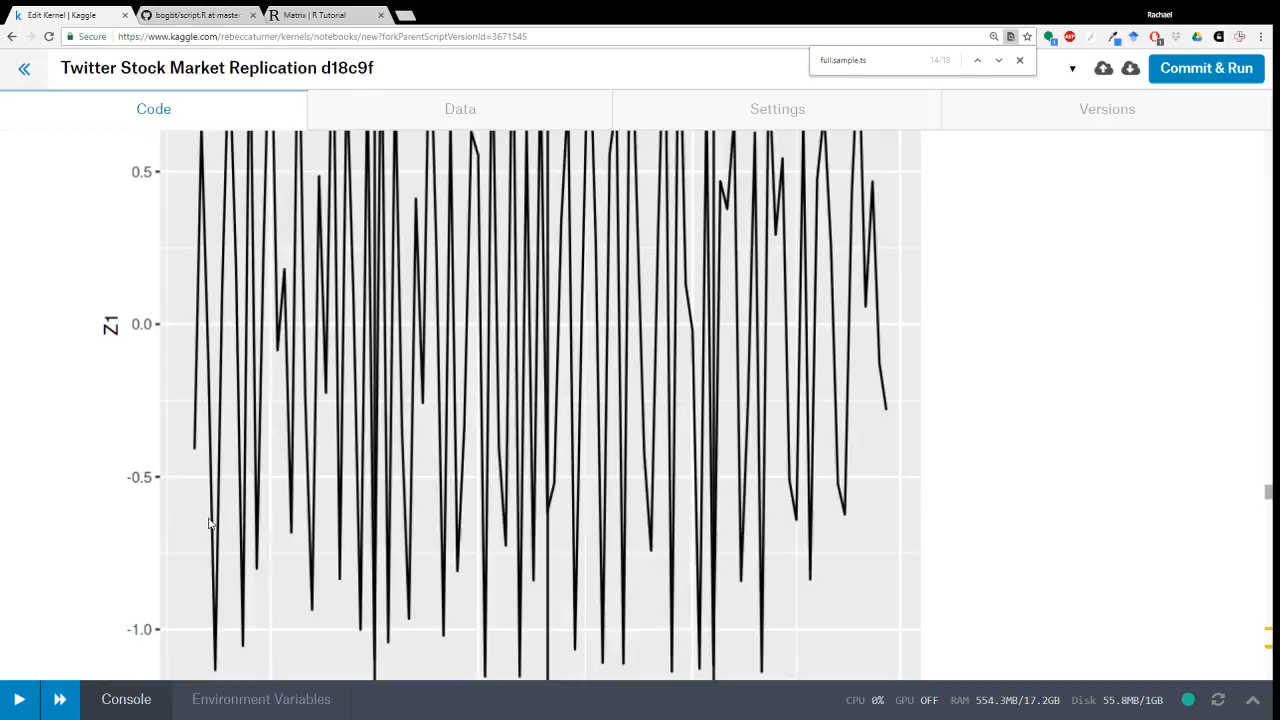 Edit Kernel | Kaggle
bogbt/script.R at master
Matrix | R Tutorial
Rachael
Secure
https://www.kaggle.com/rebeccaturner/kernels/notebooks/new?forkParentScriptVersionId=3671545
full.sample.ts
14/18
Twitter Stock Market Replication d18c9f
Commit & Run
Code
Data
Settings
Versions
0.5
0.0
-0.5
-1.0
Z1
Console
Environment Variables
CPU 0% GPU OFF RAM 554.3MB/17.2GB Disk 55.8MB/1GB